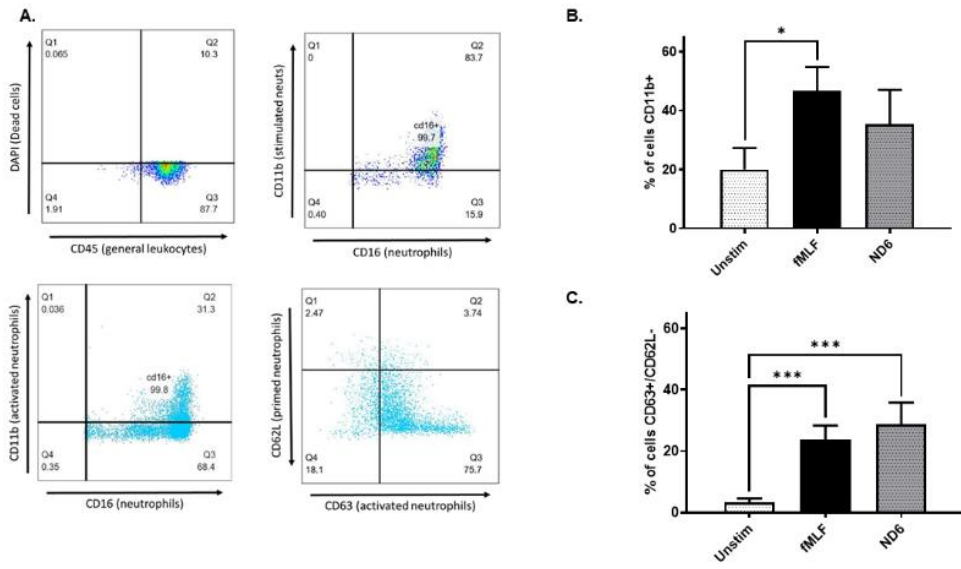 A.
Q1
0.065
Q2
10.3
Q4
1.91
Q3
87.7
DAPI (Dead cells)
CD45 (general leukocytes)
Q1
0
Q2
83.7
cd16+
99.7
Q4
0.40
Q3
15.9
CD11b (stimulated neuts)
CD16 (neutrophils)
Q1
0.036
Q2
31.3
cd16+
99.8
Q4
0.35
Q3
68.4
CD11b (activated neutrophils)
CD16 (neutrophils)
Q1
2.47
Q2
3.74
Q4
18.1
Q3
75.7
CD62L (primed neutrophils)
CD63 (activated neutrophils)
B.
% of cells CD11b+
60
40
20
0
*
Unstim
fMLF
ND6
C.
% of cells CD63+/CD62L-
60
40
20
0
***
***
Unstim
fMLF
ND6